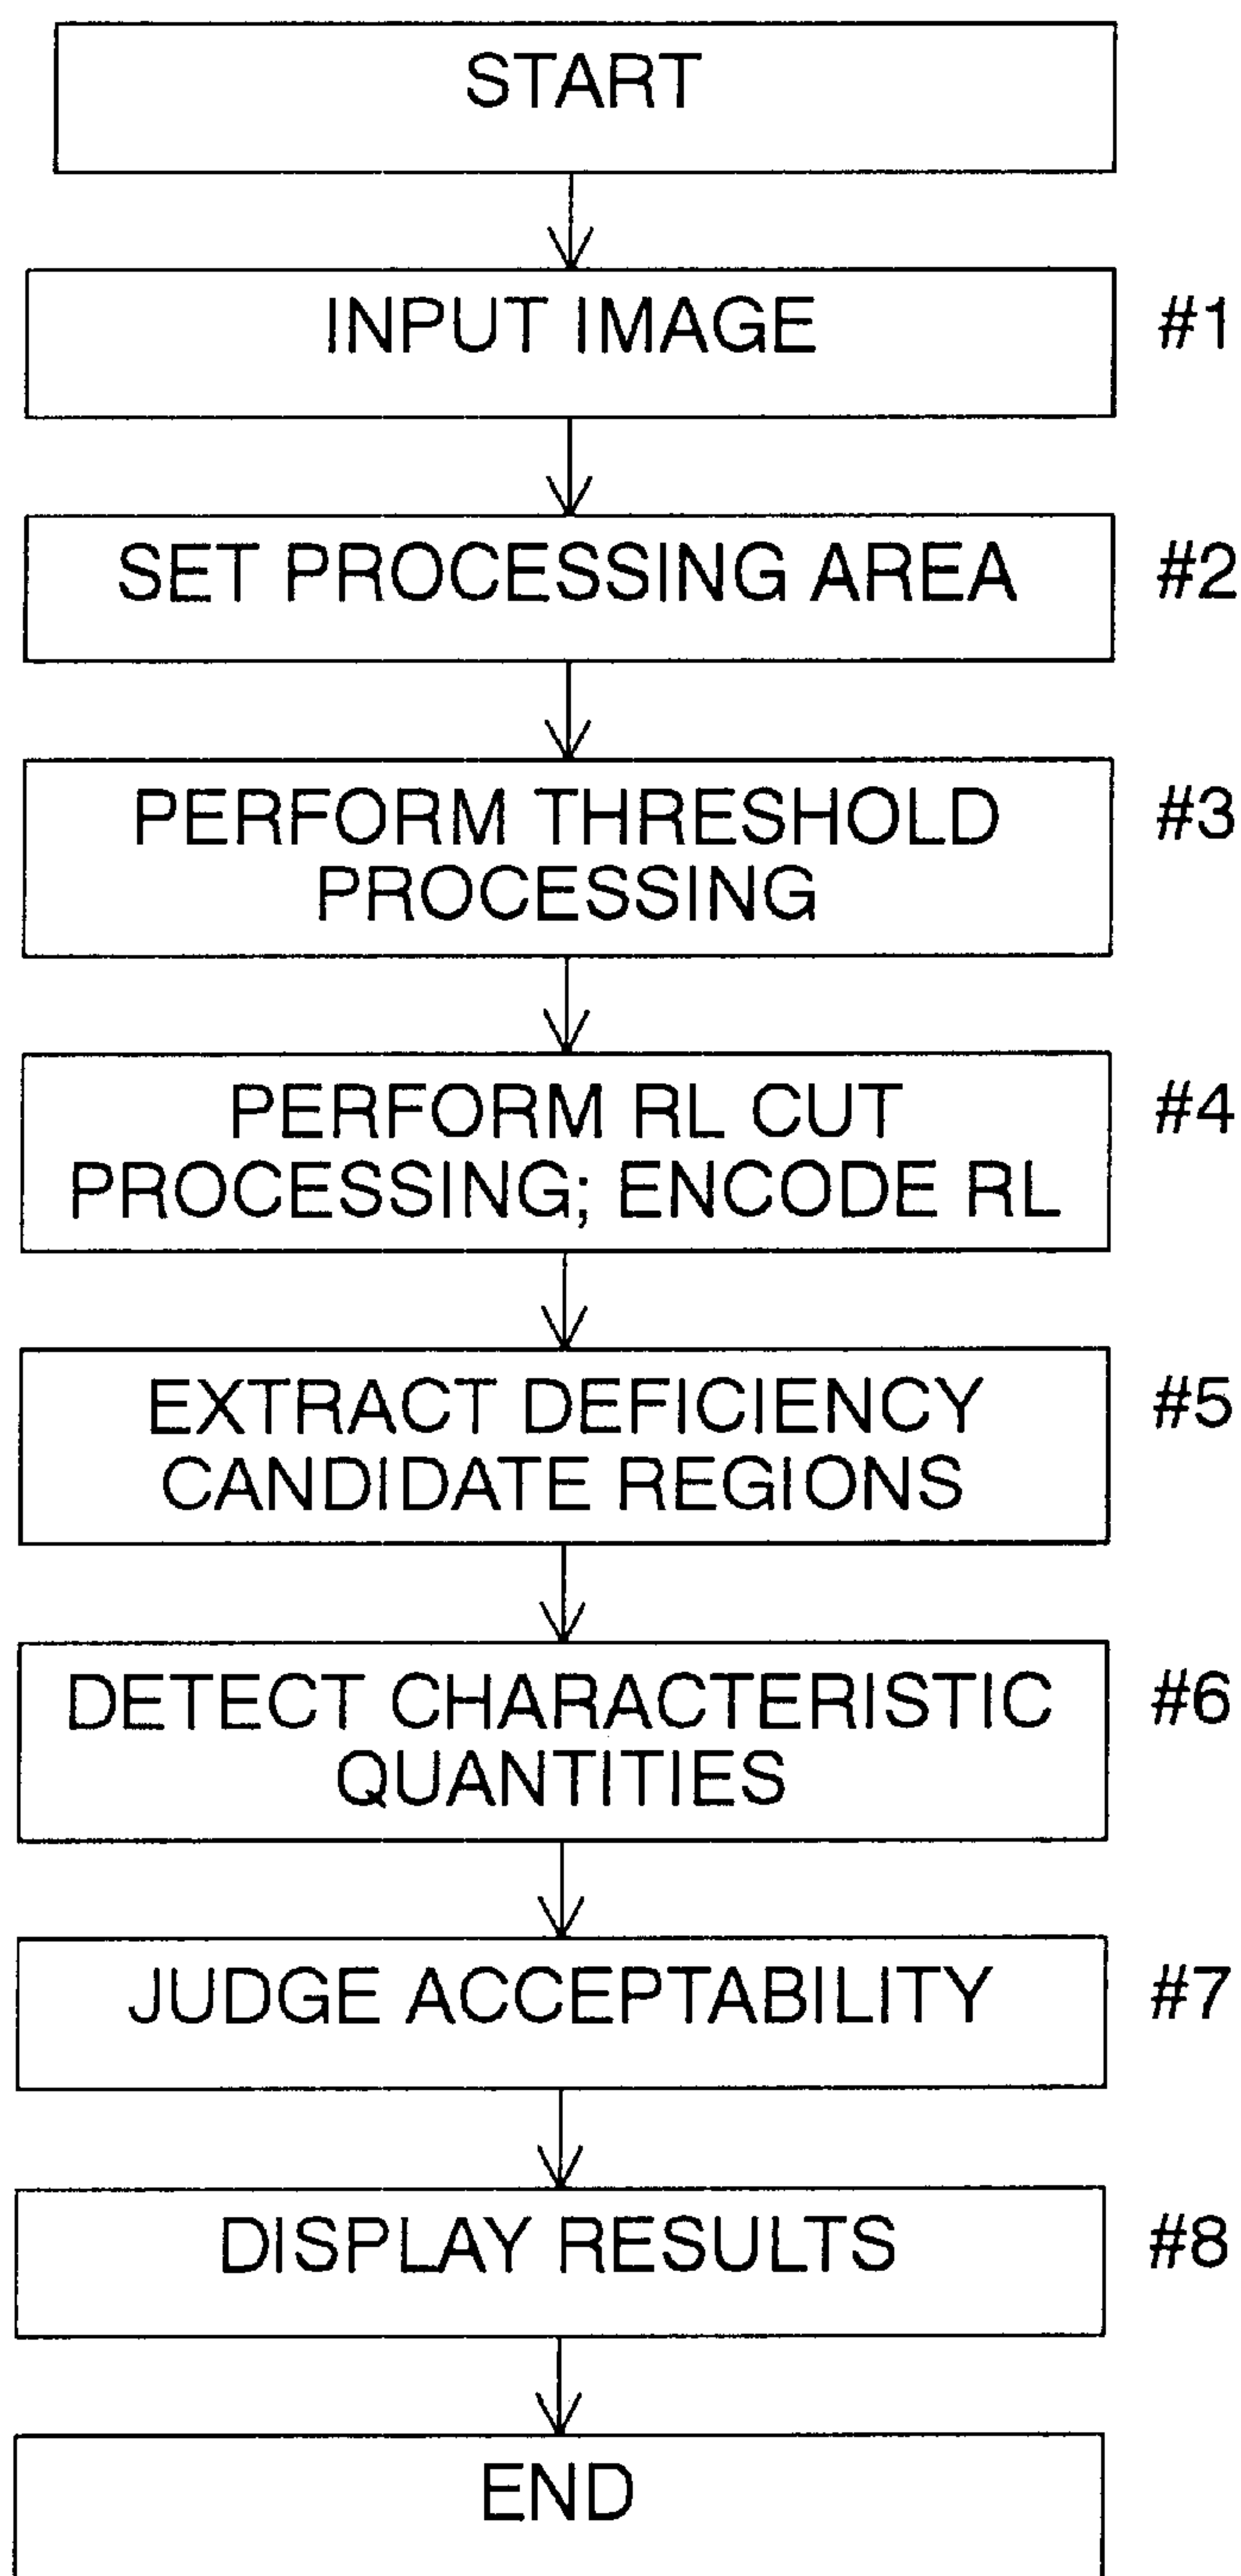 START
INPUT IMAGE #1
SET PROCESSING AREA #2
PERFORM THRESHOLD #3
PROCESSING
PERFORM RL CUT #4
PROCESSING; ENCODE RL
EXTRACT DEFICIENCY #5
CANDIDATE REGIONS
DETECT CHARACTERISTIC #6
QUANTITIES
JUDGE ACCEPTABILITY #7
DISPLAY RESULTS #8
END